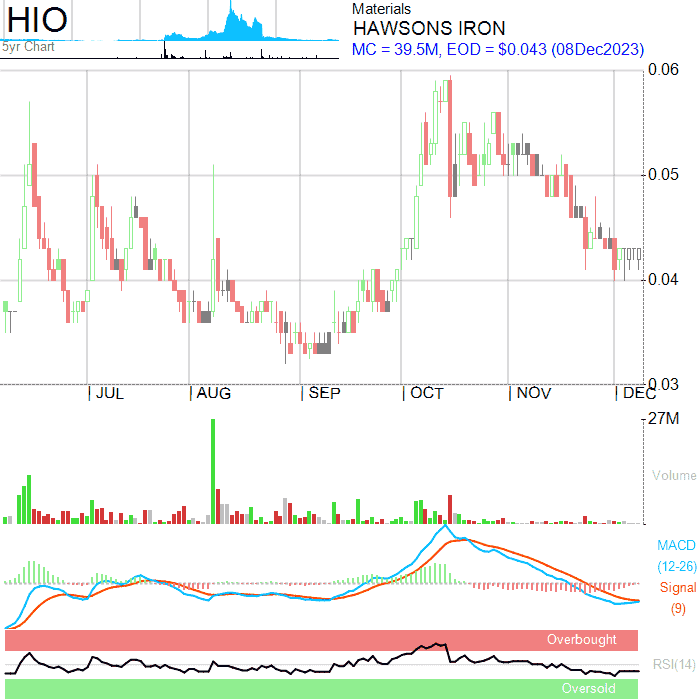 HIO
5yr Chart
Materials
HAWSONS IRON
MC = 39.5M, EOD = $0.043 (08Dec2023)
0.06
0.05
0.04
0.03
JUL AUG SEP OCT NOV DEC
27M
Volume
MACD
(12-26)
Signal
(9)
Overbought
RSI(14)
Oversold